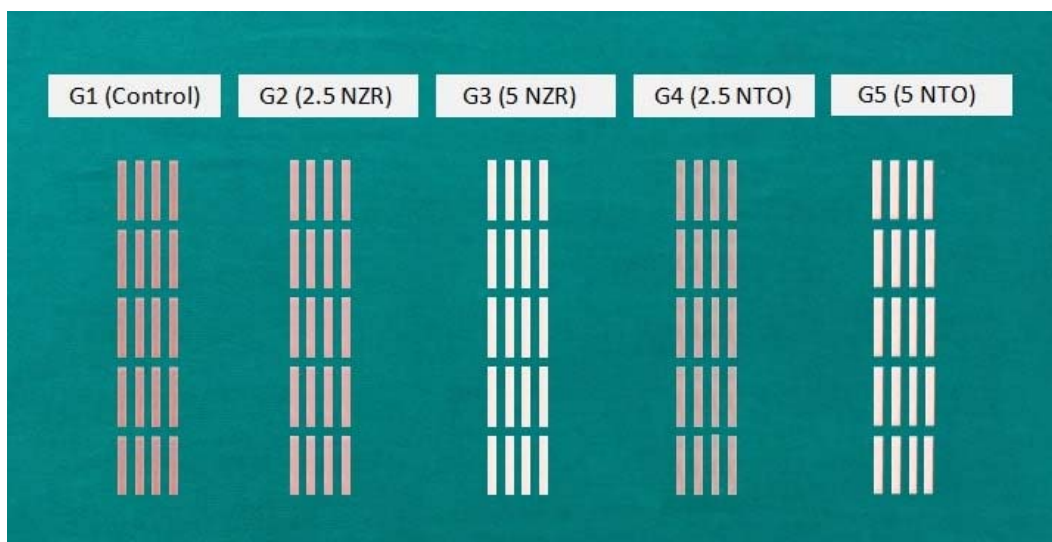 G1 (Control)
G2 (2.5 NZR)
G3 (5 NZR)
G4 (2.5 NTO)
G5 (5 NTO)